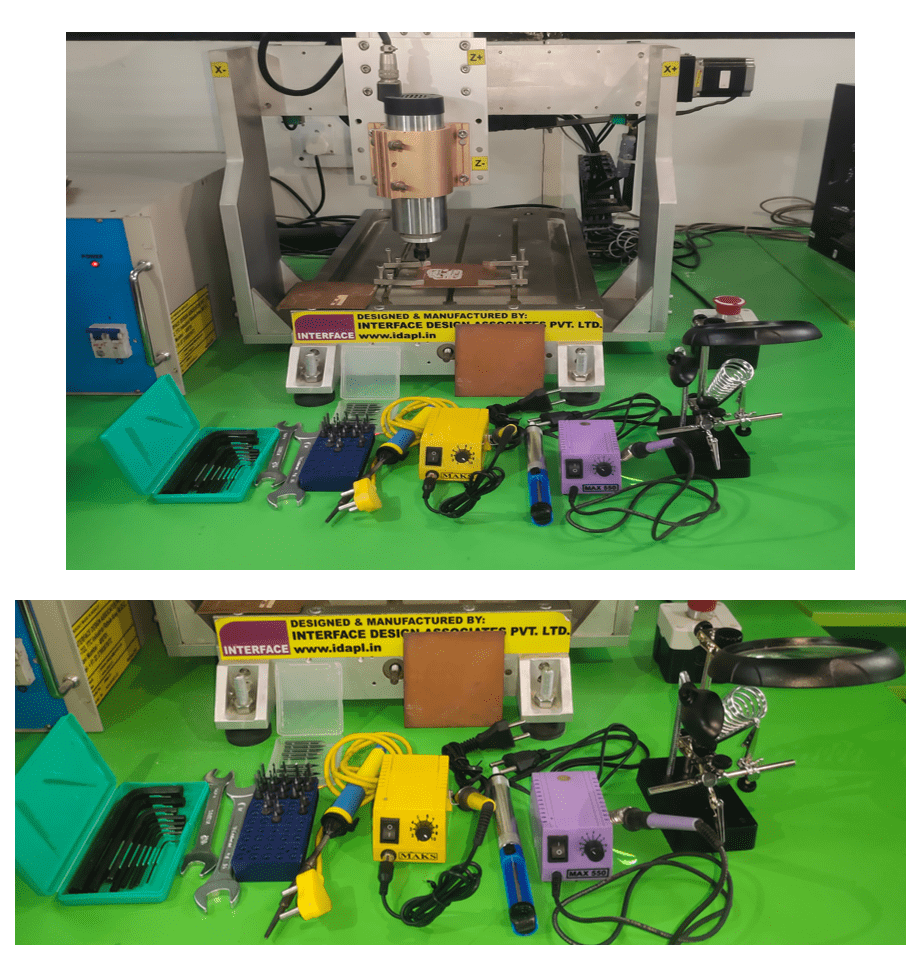 X-
Z+
X+
Z-
POWER
DESIGNED & MANUFACTURED BY:
INTERFACE DESIGN ASSOCIATES PVT. LTD.
INTERFACE
www.idapl.in
MAKS
MAX 550
DESIGNED & MANUFACTURED BY:
INTERFACE DESIGN ASSOCIATES PVT. LTD.
INTERFACE
www.idapl.in
MAKS
MAX 550